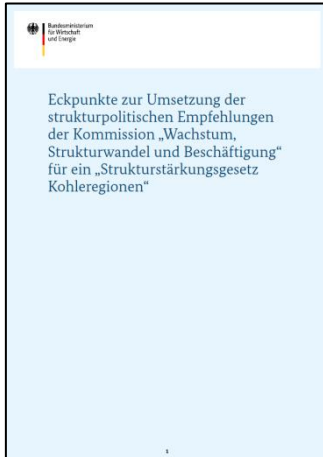 Bundesministerium
für Wirtschaft
und Energie
Eckpunkte zur Umsetzung der
strukturpolitischen Empfehlungen
der Kommission „Wachstum,
Strukturwandel und Beschäftigung“
für ein „Strukturstärkungsgesetz
Kohleregionen“
1